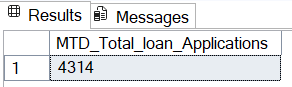 Results Messages
MTD_Total_loan_Applications
1 4314